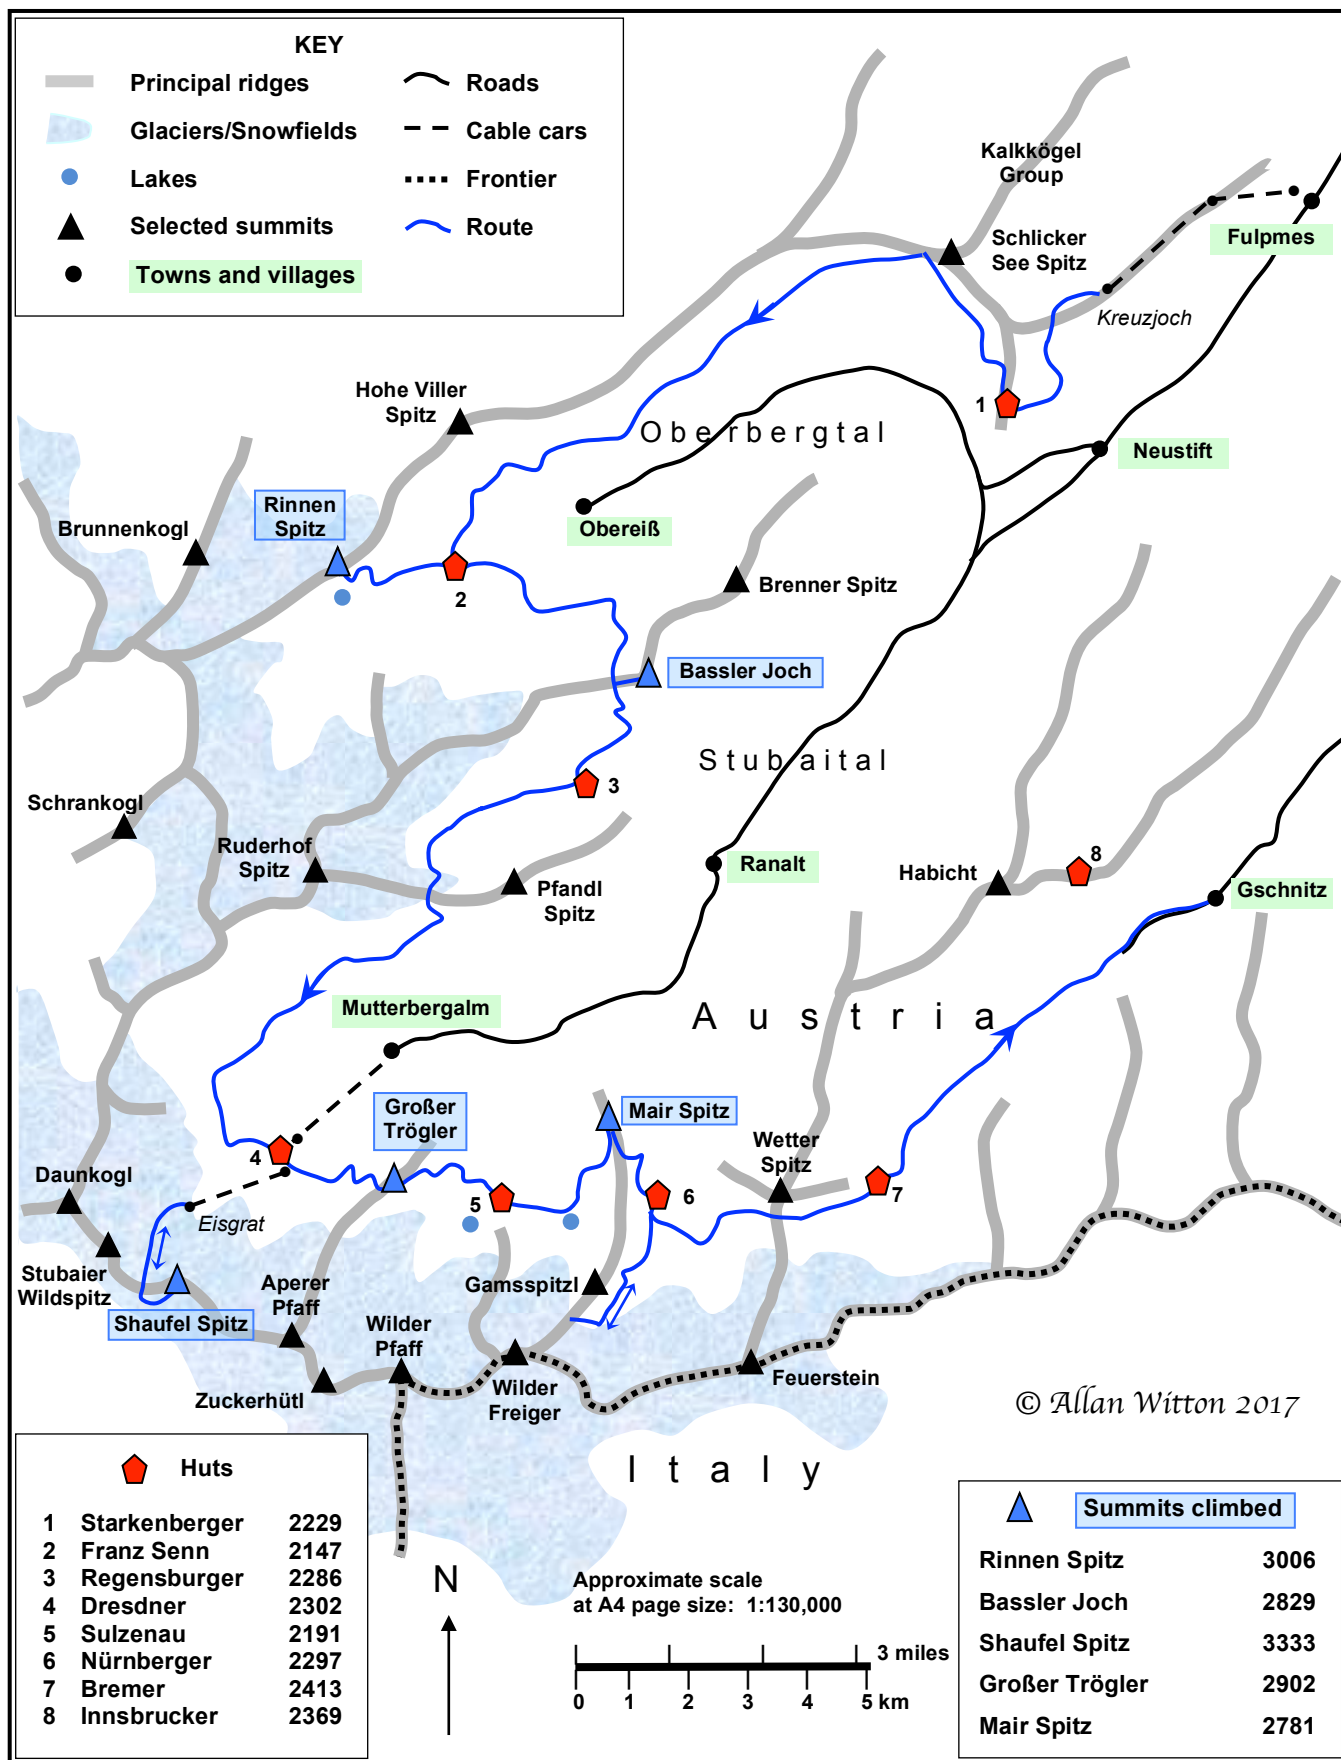 KEY
Principal ridges
Roads
Glaciers/Snowfields
Cable cars
Lakes
Frontier
Selected summits
Route
Towns and villages
Kalkkögel
Group
Schlicker
See Spitz
Fulpmes
Kreuzjoch
Hohe Viller
Spitz
1
Oberbergtal
Neustift
Rinnen
Spitz
Brunnenkogl
Obereiß
2
Brenner Spitz
Bassler Joch
Stubaital
3
Schrankogl
Ruderhof
Spitz
Pfandl
Spitz
Ranalt
Habicht
8
Gschnitz
Mutterbergalm
Austria
Großer
Trögler
Mair Spitz
Wetter
Spitz
4
Daunkogl
5
6
7
Eisgrat
Stubaier
Wildspitz
Shaufel Spitz
Aperer
Pfaff
Gamsspitzl
Wilder
Pfaff
Zuckerhütl
Wilder
Freiger
Feuerstein
© Allan Witton 2017
Italy
Huts
1 Starkenberger 2229
2 Franz Senn 2147
3 Regensburger 2286
4 Dresdner 2302
5 Sulzenau 2191
6 Nürnberger 2297
7 Bremer 2413
8 Innsbrucker 2369
N
Approximate scale
at A4 page size: 1:130,000
3 miles
0 1 2 3 4 5 km
Summits climbed
Rinnen Spitz 3006
Bassler Joch 2829
Shaufel Spitz 3333
Großer Trögler 2902
Mair Spitz 2781